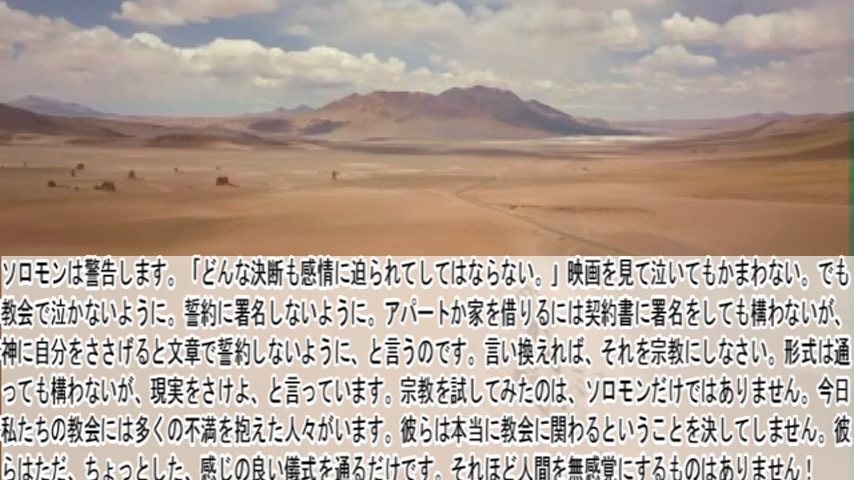 ソロモンは警告します。「どんな決断も感情に迫られてしてはならない。」映画を見て泣いてもかまわない。でも
教会で泣かないように。誓約に署名しないように。アパートか家を借りるには契約書に署名をしても構わないが、
神に自分をささげると文章で誓約しないように、と言うのです。言い換えれば、それを宗教にしなさい。形式は通
っても構わないが、現実をさけよ、と言っています。宗教を試してみたのは、ソロモンだけではありません。今日
私たちの教会には多くの不満を抱えた人々がいます。彼らは本当に教会に関わるということを決してしません。彼
らはただ、ちょっとした、感じの良い儀式を通るだけです。それほど人間を無感覚にするものはありません！